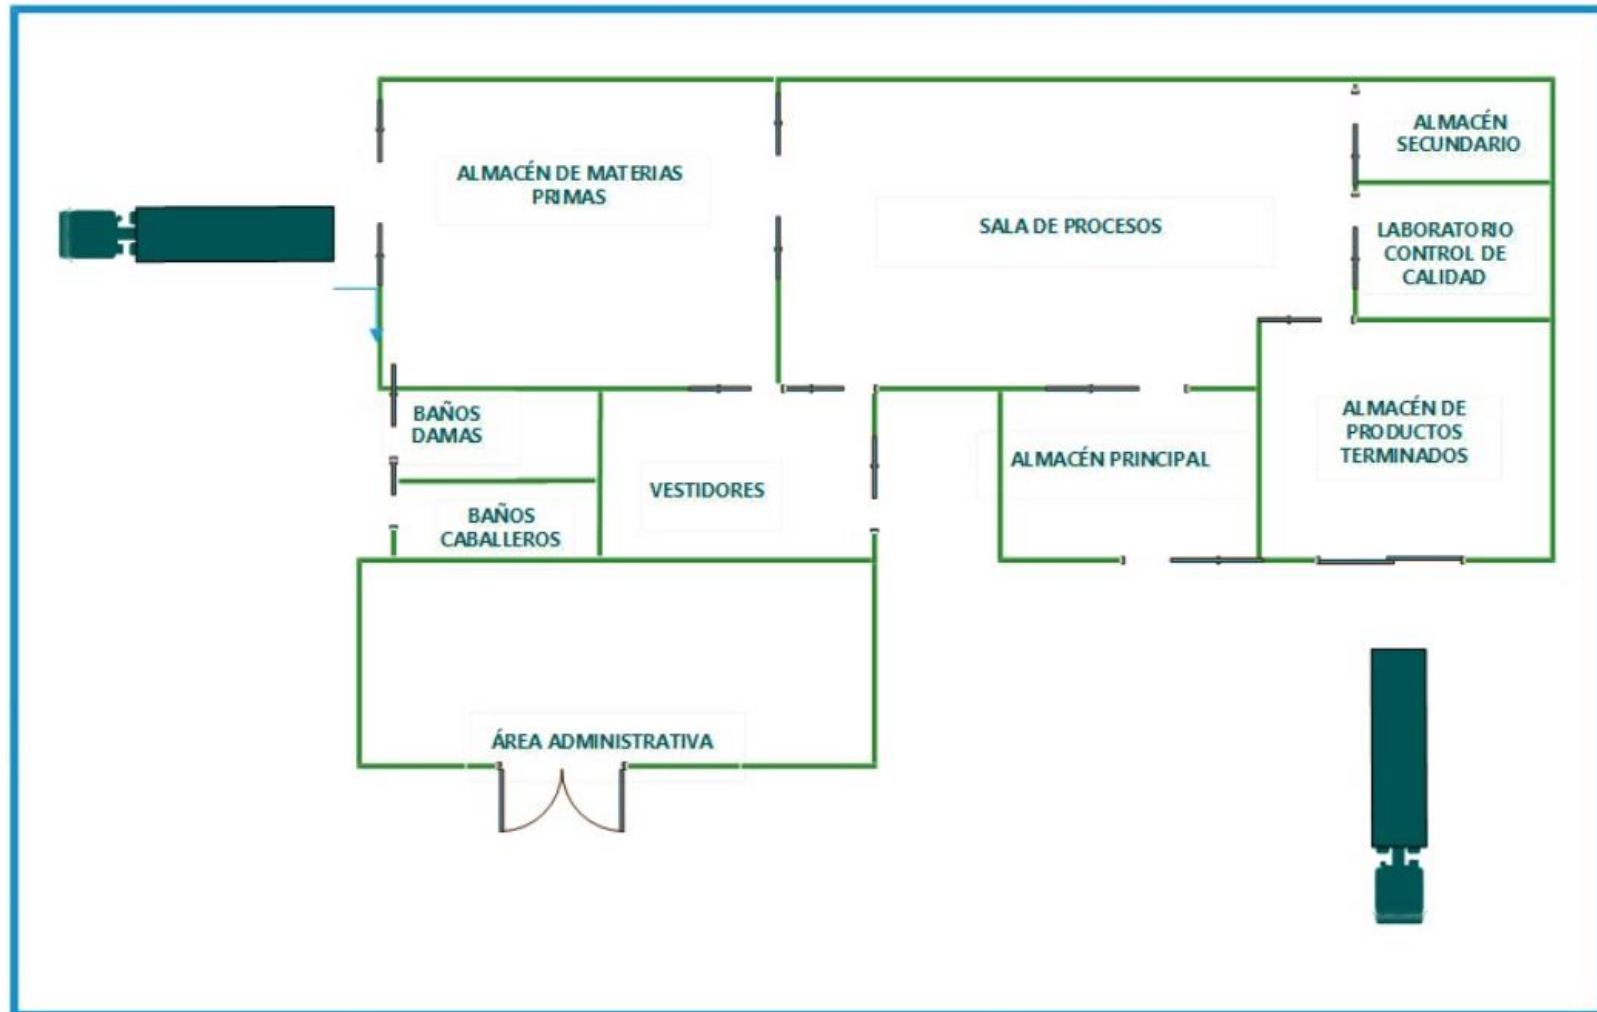 ALMACÉN DE MATERIAS
PRIMAS
SALA DE PROCESOS
ALMACÉN
SECUNDARIO
LABORATORIO
CONTROL DE
CALIDAD
BAÑOS
DAMAS
BAÑOS
CABALLEROS
VESTIDORES
ALMACÉN PRINCIPAL
ALMACÉN DE
PRODUCTOS
TERMINADOS
ÁREA ADMINISTRATIVA